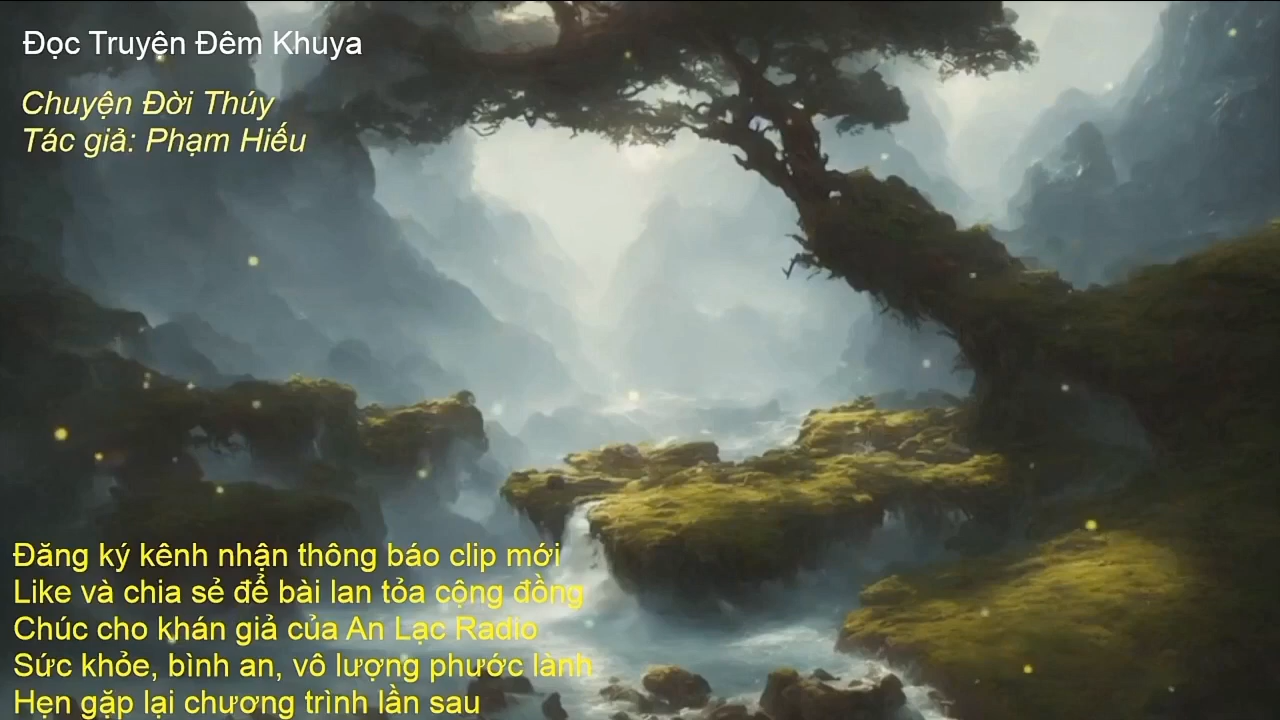 Đọc Truyện Đêm Khuya
Chuyện Đời Thúy
Tác giả: Phạm Hiếu
Đăng ký kênh nhận thông báo clip mới
Like và chia sẻ để bài lan tỏa cộng đồng
Chúc cho khán giả của An Lạc Radio
Sức khỏe, bình an, vô lượng phước lành
Hẹn gặp lại chương trình lần sau